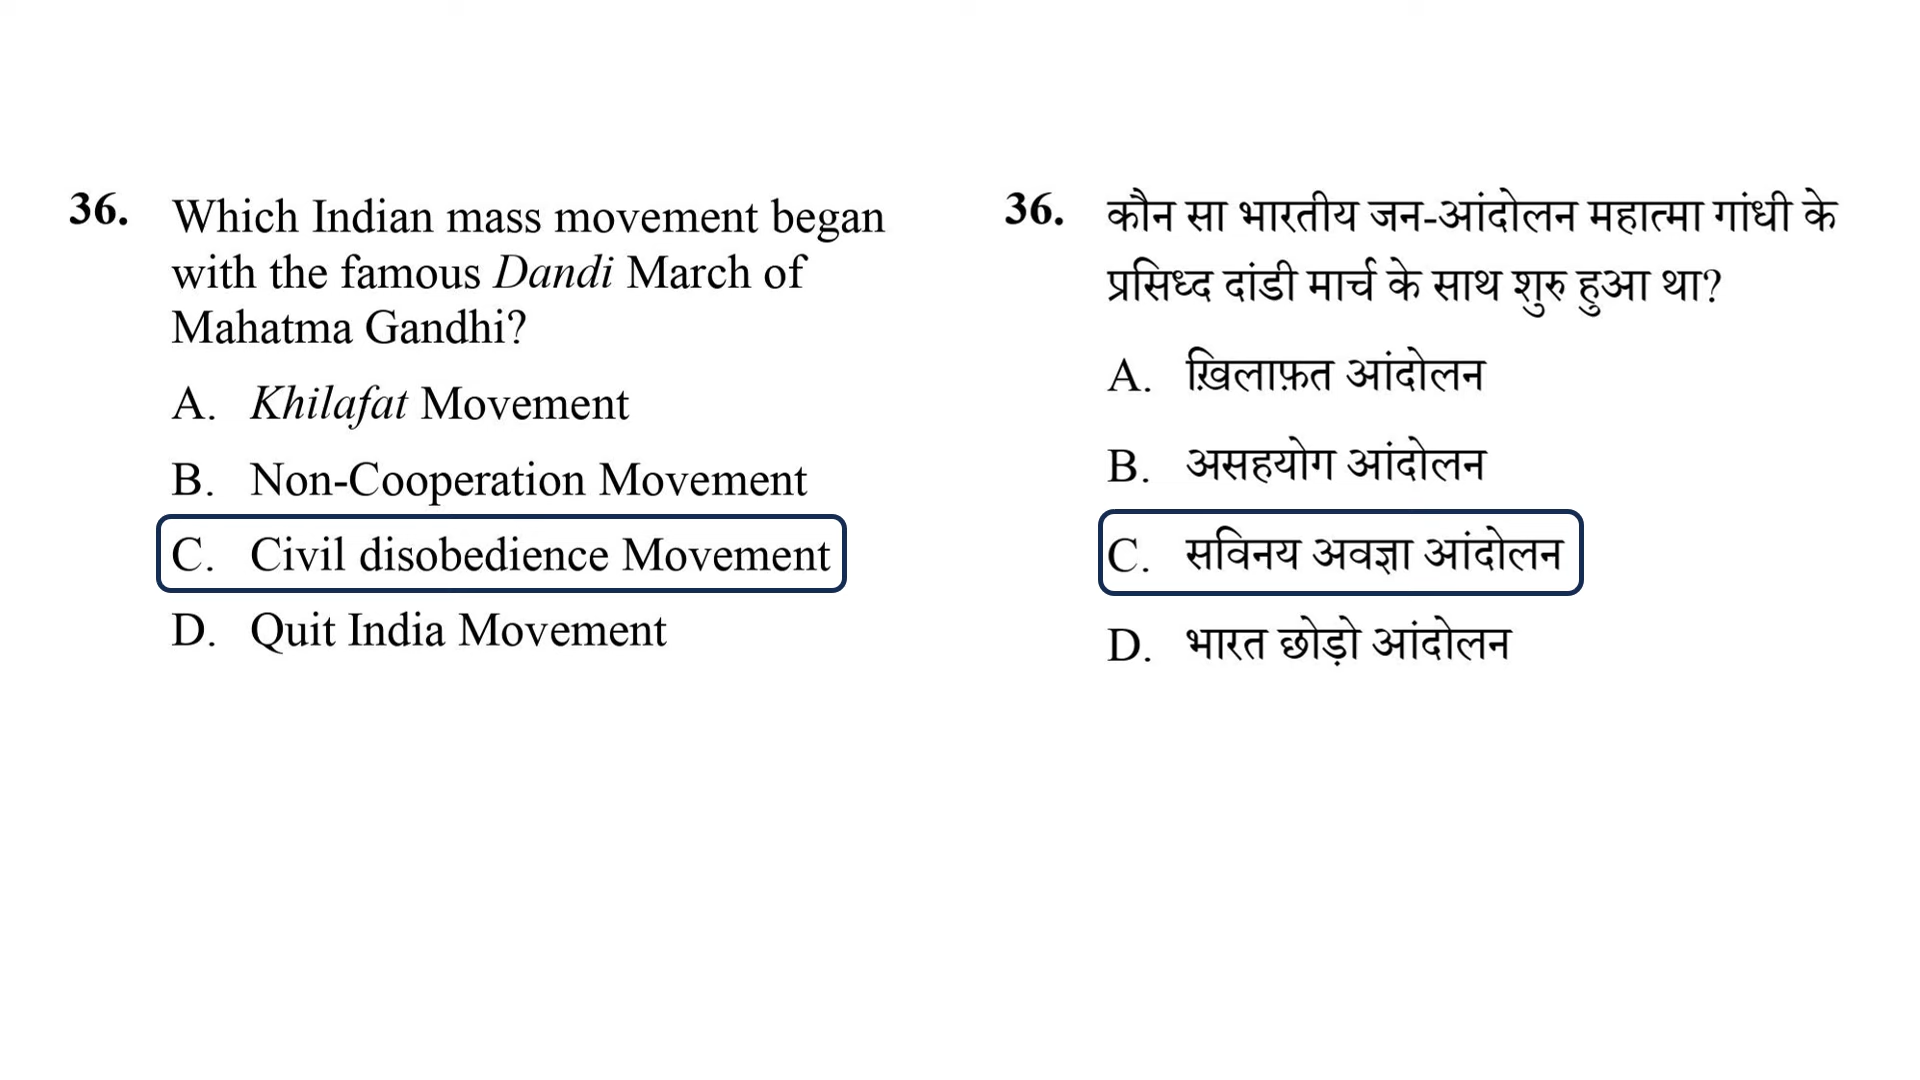 36. Which Indian mass movement began
with the famous Dandi March of
Mahatma Gandhi?
A. Khilafat Movement
B. Non-Cooperation Movement
C. Civil disobedience Movement
D. Quit India Movement
36. कौन सा भारतीय जन-आंदोलन महात्मा गांधी के
प्रसिध्द दांडी मार्च के साथ शुरु हुआ था?
A. ख़िलाफ़त आंदोलन
B. असहयोग आंदोलन
C. सविनय अवज्ञा आंदोलन
D. भारत छोड़ो आंदोलन